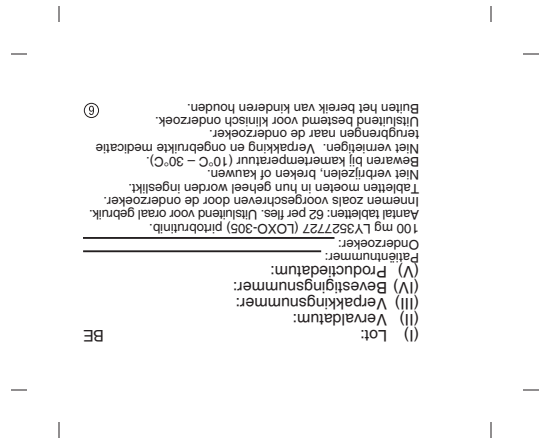 (I) Lot: BE
(II) Vervaldatum:
(III) Verpakkingsnummer:
(IV) Bevestigingsnummer:
(V) Productiedatum:
Patiëntnummer:
Onderzoeker:
100 mg LY3527727 (LOXO-305) pirtobrutinib.
Aantal tabletten: 62 per fles. Uitsluitend voor oraal gebruik.
Innemen zoals voorgeschreven door de onderzoeker.
Tabletten moeten in hun geheel worden ingeslikt.
Niet verbrijzelen, breken of kauwen.
Bewaren bij kamertemperatuur (10°C – 30°C).
Niet vernietigen. Verpakking en ongebruikte medicatie
terugbrengen naar de onderzoeker.
Uitsluitend bestemd voor klinisch onderzoek.
Buiten het bereik van kinderen houden. 6